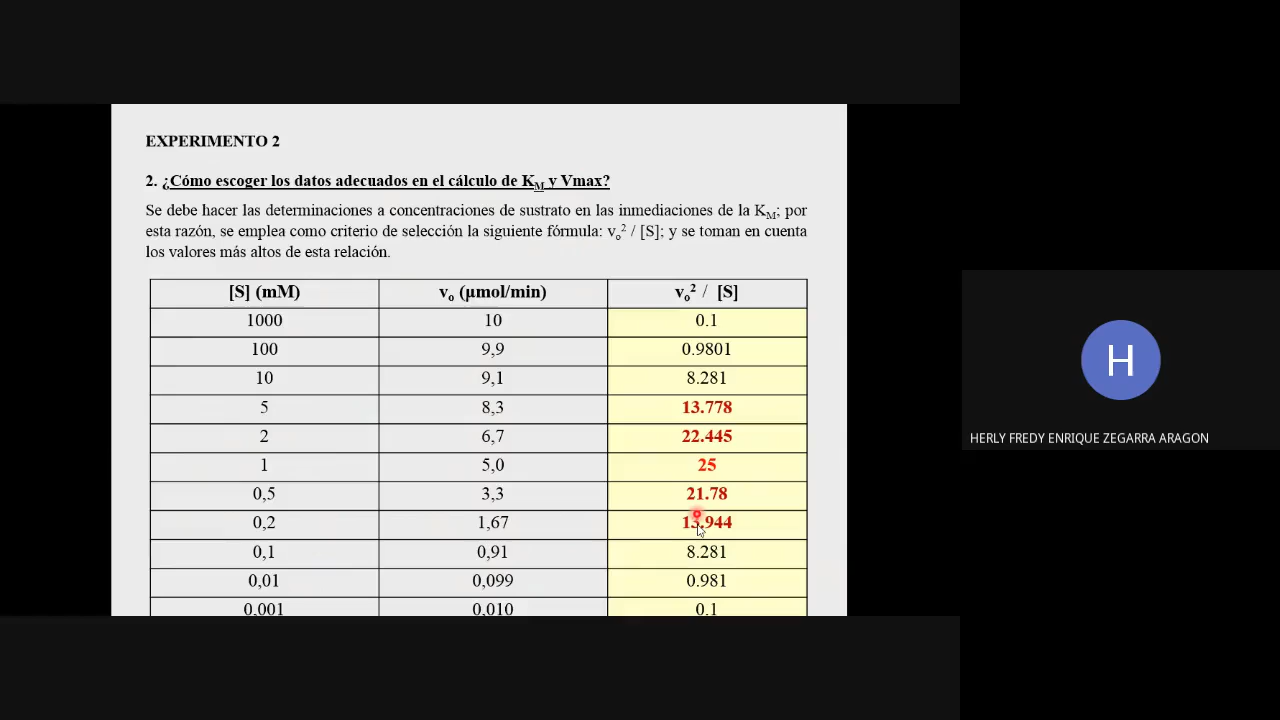 EXPERIMENTO 2
2. ¿Cómo escoger los datos adecuados en el cálculo de KM y Vmax?
Se debe hacer las determinaciones a concentraciones de sustrato en las inmediaciones de la KM; por
esta razón, se emplea como criterio de selección la siguiente fórmula: vo² / [S]; y se toman en cuenta
los valores más altos de esta relación.
[S] (mM) vo (µmol/min) vo² / [S]
1000 10 0.1
100 9,9 0.9801
10 9,1 8.281
5 8,3 13.778
2 6,7 22.445
1 5,0 25
0,5 3,3 21.78
0,2 1,67 13.944
0,1 0,91 8.281
0,01 0,099 0.981
0,001 0,010 0.1
H
HERLY FREDY ENRIQUE ZEGARRA ARAGON